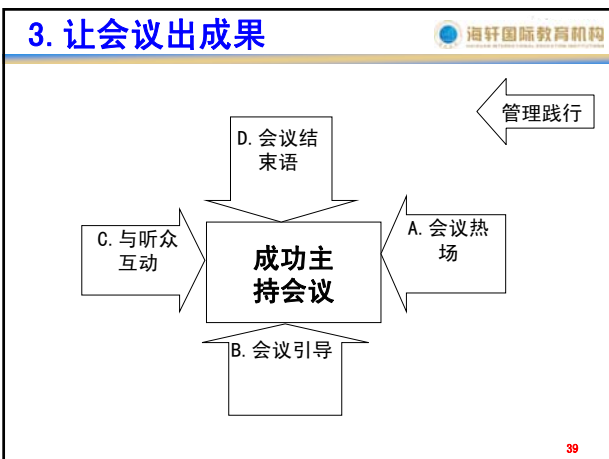 3.让会议出成果
海轩国际教育机构
管理践行
D.会议结
束语
C.与听众
互动
A.会议热
场
成功主
持会议
B.会议引导
39